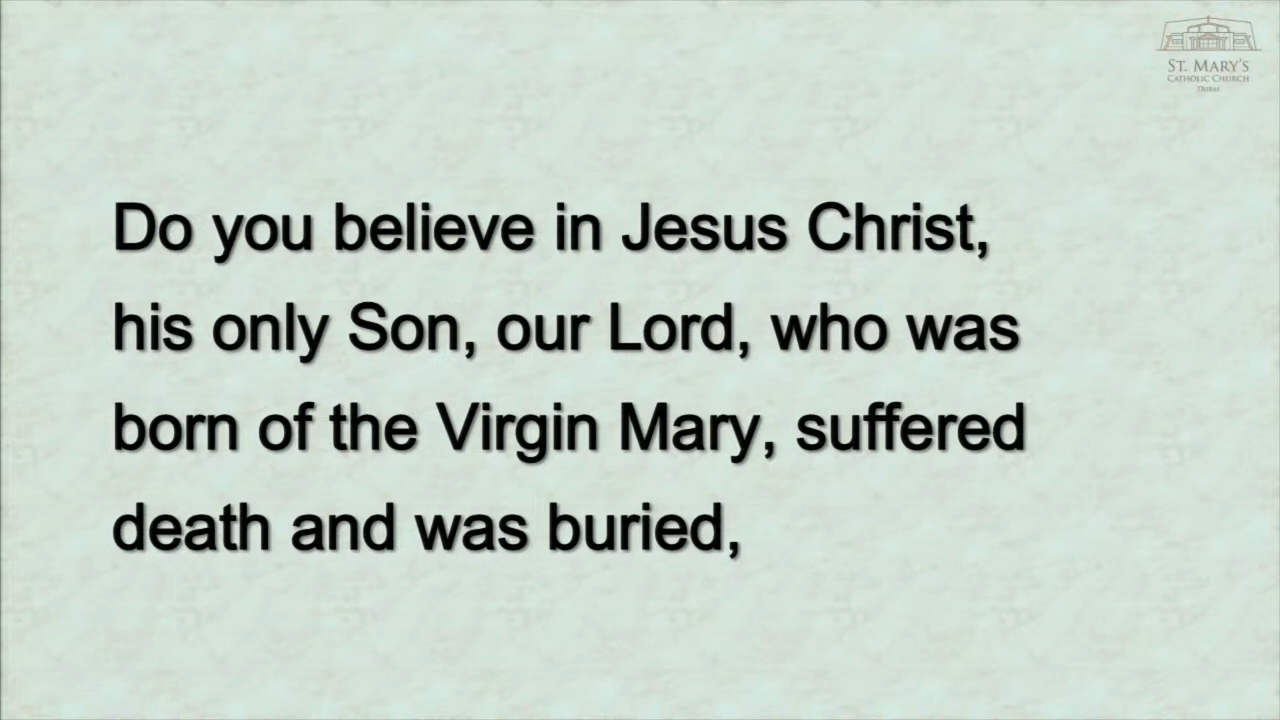 ST. MARY'S
CATHOLIC CHURCH
DUBAI
Do you believe in Jesus Christ,
his only Son, our Lord, who was
born of the Virgin Mary, suffered
death and was buried,